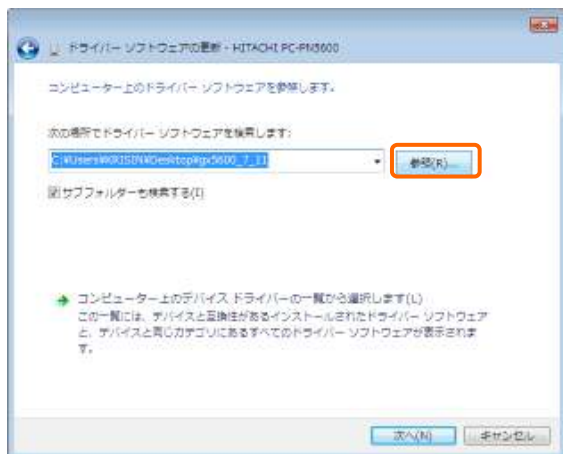 ドライバー ソフトウェアの更新 - HITACHI PC-PN5600
コンピューター上のドライバー ソフトウェアを参照します。
次の場所でドライバー ソフトウェアを検索します:
Desktop¥gx5600_7_11
参照(R)...
サブフォルダーも検索する(I)
コンピューター上のデバイス ドライバーの一覧から選択します(L)
この一覧には、デバイスと互換性があるインストールされたドライバー ソフトウェア
と、デバイスと同じカテゴリにあるすべてのドライバー ソフトウェアが表示されま
す。
次へ(N)
キャンセル